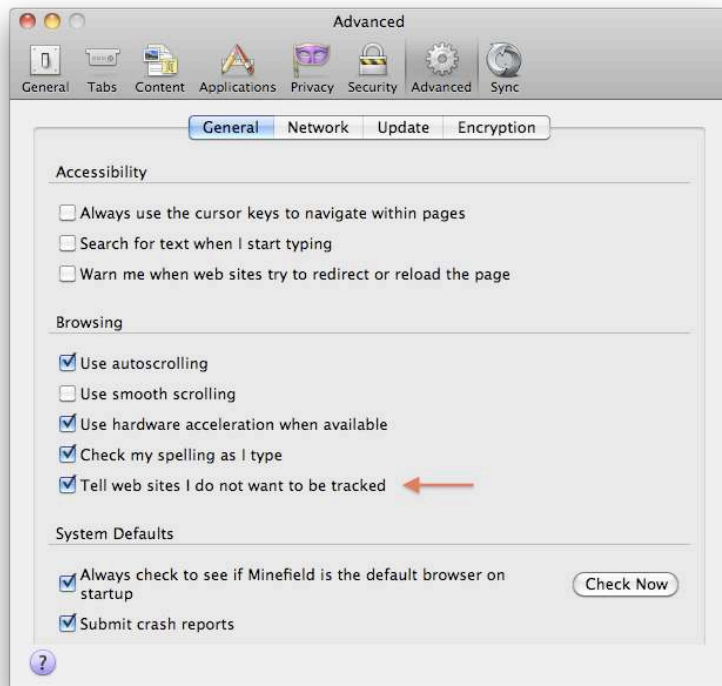 Advanced
General Tabs Content Applications Privacy Security Advanced Sync
General Network Update Encryption
Accessibility
Always use the cursor keys to navigate within pages
Search for text when I start typing
Warn me when web sites try to redirect or reload the page
Browsing
Use autoscrolling
Use smooth scrolling
Use hardware acceleration when available
Check my spelling as I type
Tell web sites I do not want to be tracked
System Defaults
Always check to see if Minefield is the default browser on
startup
Check Now
Submit crash reports
?